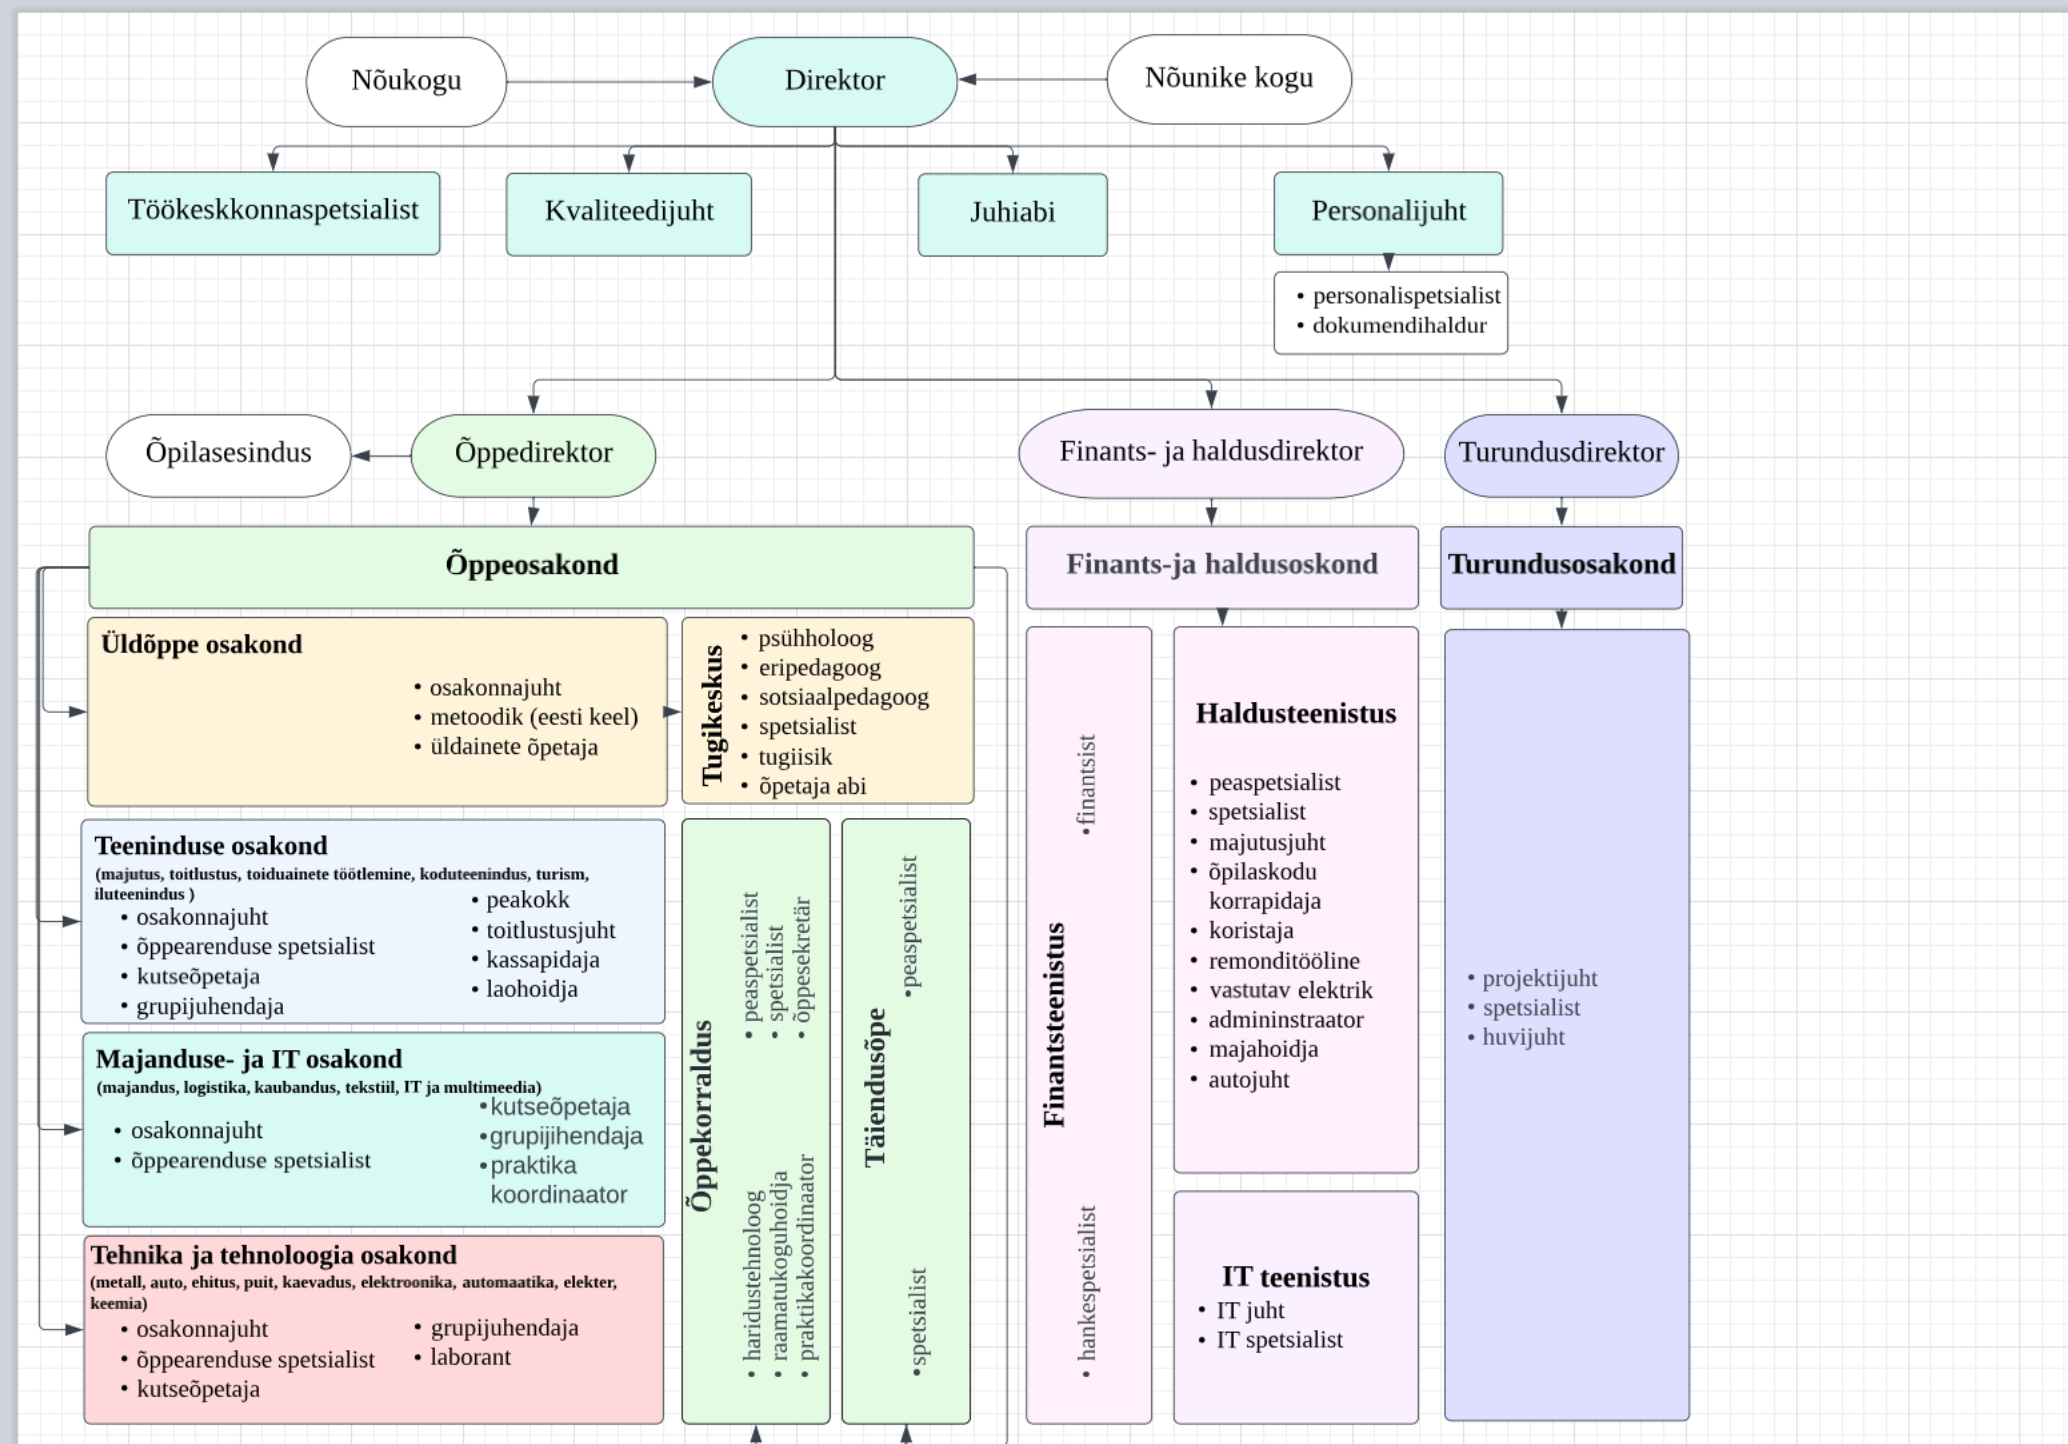 Nõukogu
Direktor
Nõunike kogu
Töökeskkonnaspetsialist
Kvaliteedijuht
Juhiabi
Personalijuht
• personalispetsialist
• dokumendihaldur
Õpilasesindus
Õppedirektor
Finants- ja haldusdirektor
Turundusdirektor
Õppeosakond
Finants-ja haldusoskond
Turundusosakond
Üldõppe osakond
• osakonnajuht
• metoodik (eesti keel)
• üldainete õpetaja
Tugikeskus
• psühholoog
• eripedagoog
• sotsiaalpedagoog
• spetsialist
• tugiisik
• õpetaja abi
Teeninduse osakond
(majutus, toitlustus, toiduainete töötlemine, koduteenindus, turism,
iluteenindus )
• osakonnajuht
• õppearenduse spetsialist
• kutseõpetaja
• grupijuhendaja
• peakokk
• toitlustusjuht
• kassapidaja
• laohoidja
Majanduse- ja IT osakond
(majandus, logistika, kaubandus, tekstiil, IT ja multimeedia)
• osakonnajuht
• õppearenduse spetsialist
•kutseõpetaja
•grupijihendaja
•praktika
koordinaator
Tehnika ja tehnoloogia osakond
(metall, auto, ehitus, puit, kaevadus, elektroonika, automaatika, elekter,
keemia)
• osakonnajuht
• õppearenduse spetsialist
• kutseõpetaja
• grupijuhendaja
• laborant
Õppekorraldus
• peaspetsialist
• spetsialist
• õppesekretär
• haridustehnoloog
• raamatukoguhoidja
• praktikakoordinaator
Täiendusõpe
•peaspetsialist
•spetsialist
Finantsteenistus
•finantsist
• hankespetsialist
Haldusteenistus
• peaspetsialist
• spetsialist
• majutusjuht
• õpilaskodu
korrapidaja
• koristaja
• remonditööline
• vastutav elektrik
• admininstraator
• majahoidja
• autojuht
IT teenistus
• IT juht
• IT spetsialist
• projektijuht
• spetsialist
• huvijuht